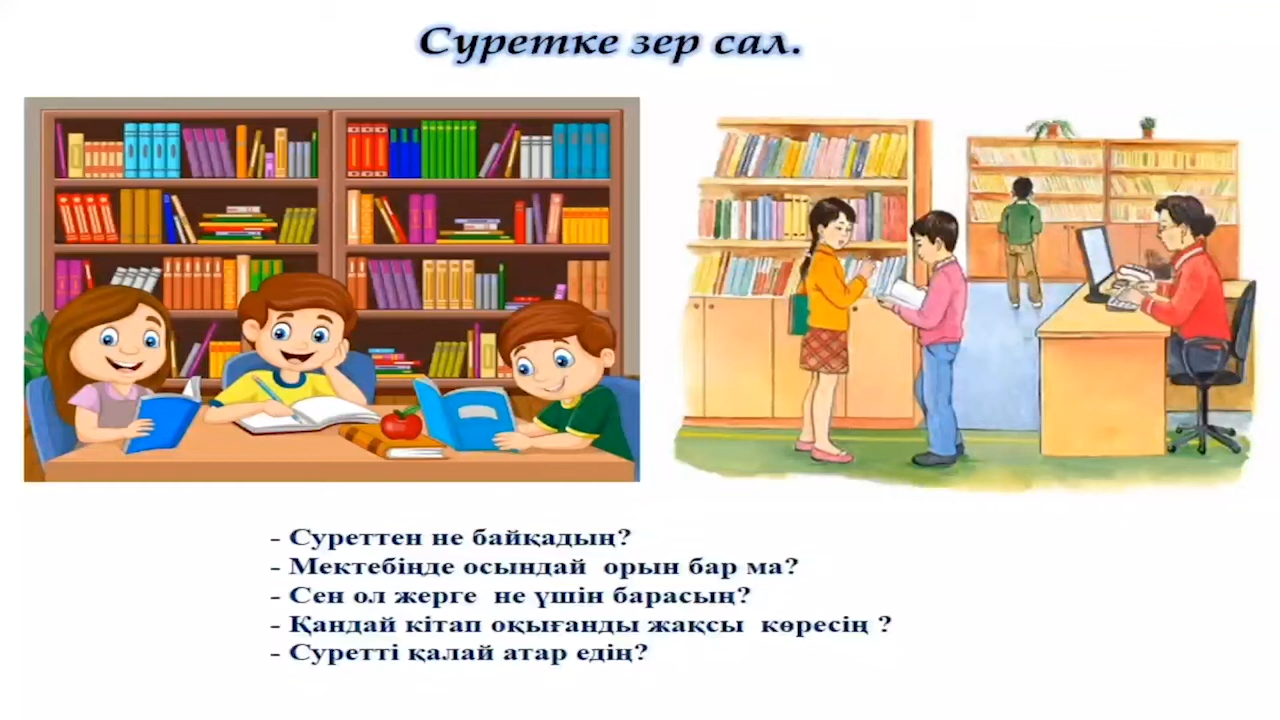 Суретке зер сал.
- Суреттен не байқадың?
- Мектебіңде осындай орын бар ма?
- Сен ол жерге не үшін барасың?
- Қандай кітап оқығанды жақсы көресің ?
- Суретті қалай атар едің?